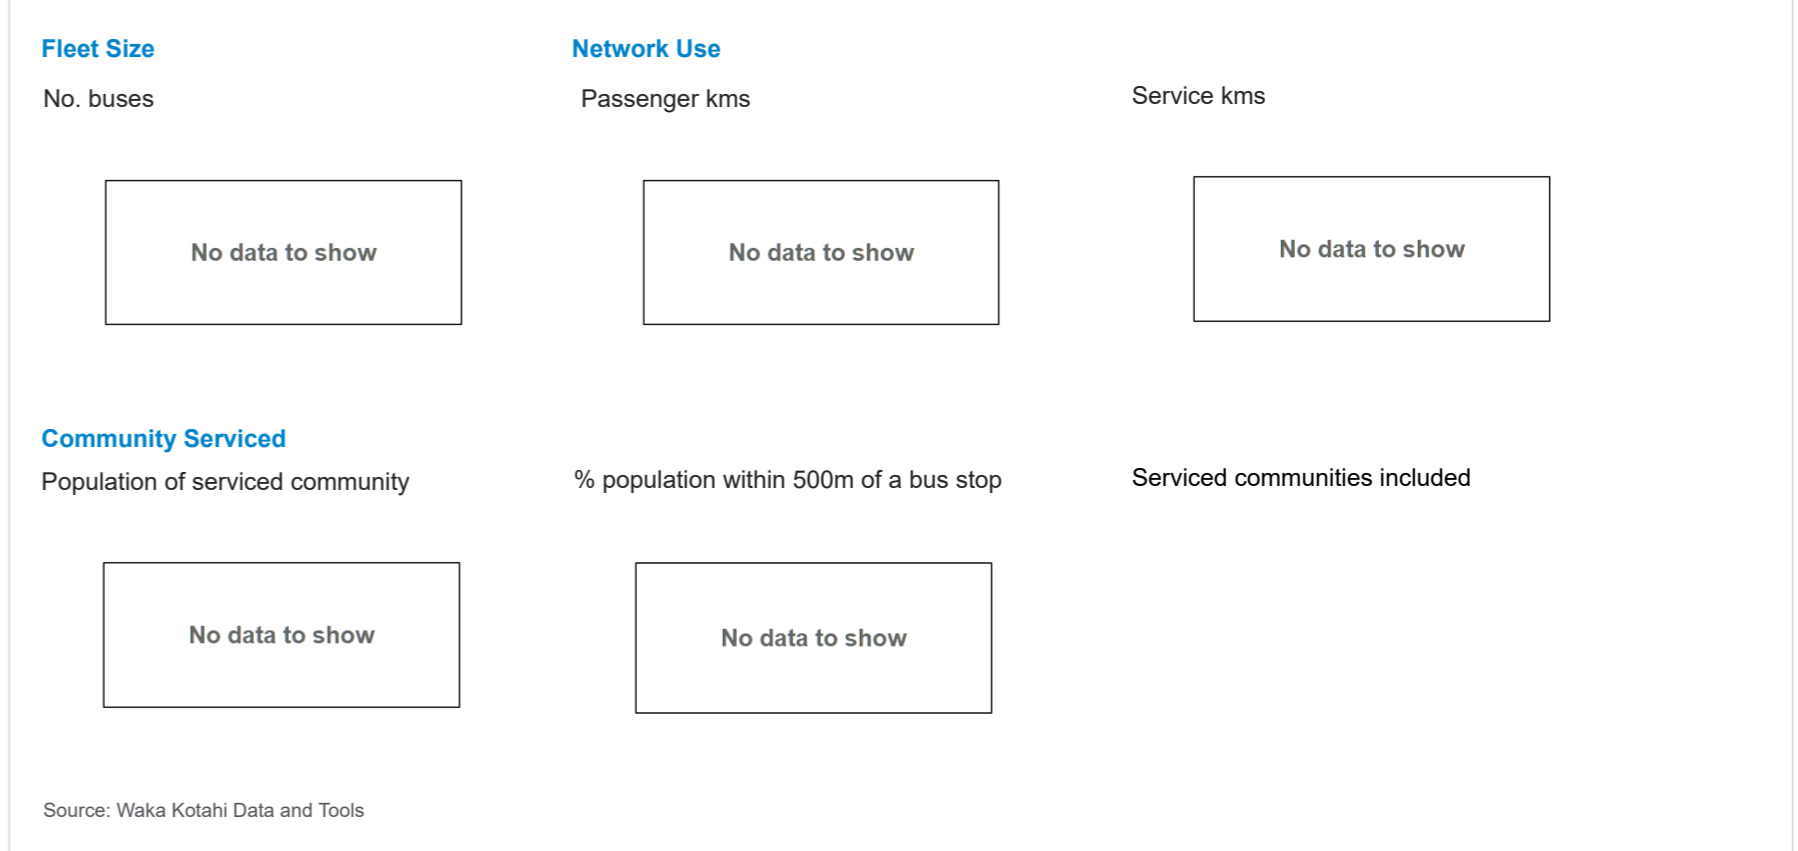 Fleet Size
Network Use
No. buses
Passenger kms
Service kms
No data to show
No data to show
No data to show
Community Serviced
Population of serviced community
% population within 500m of a bus stop
Serviced communities included
No data to show
No data to show
Source: Waka Kotahi Data and Tools